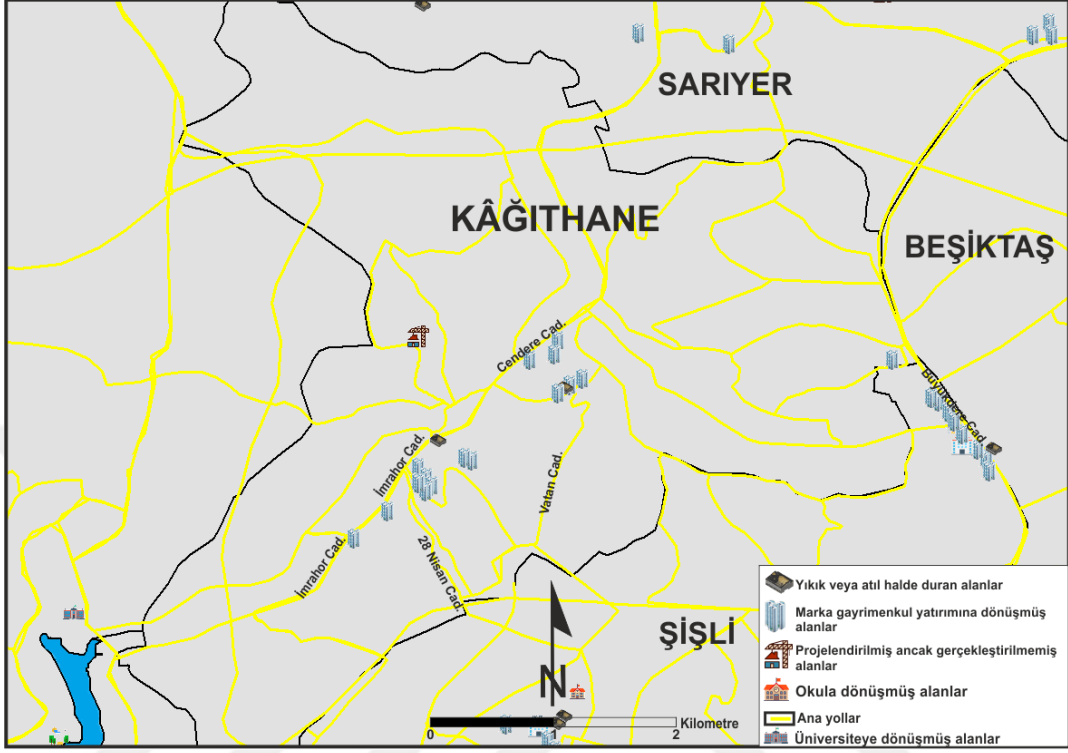 SARIYER
KÂĞITHANE
BEŞİKTAŞ
Cendere Cad.
Büyükdere Cad.
İmrahor Cad.
Vatan Cad.
İmrahor Cad.
28 Nisan Cad.
ŞİŞLİ
N
Kilometre
0 1 2
Yıkık veya atıl halde duran alanlar
Marka gayrimenkul yatırımına dönüşmüş
alanlar
Projelendirilmiş ancak gerçekleştirilmemiş
alanlar
Okula dönüşmüş alanlar
Ana yollar
Üniversiteye dönüşmüş alanlar